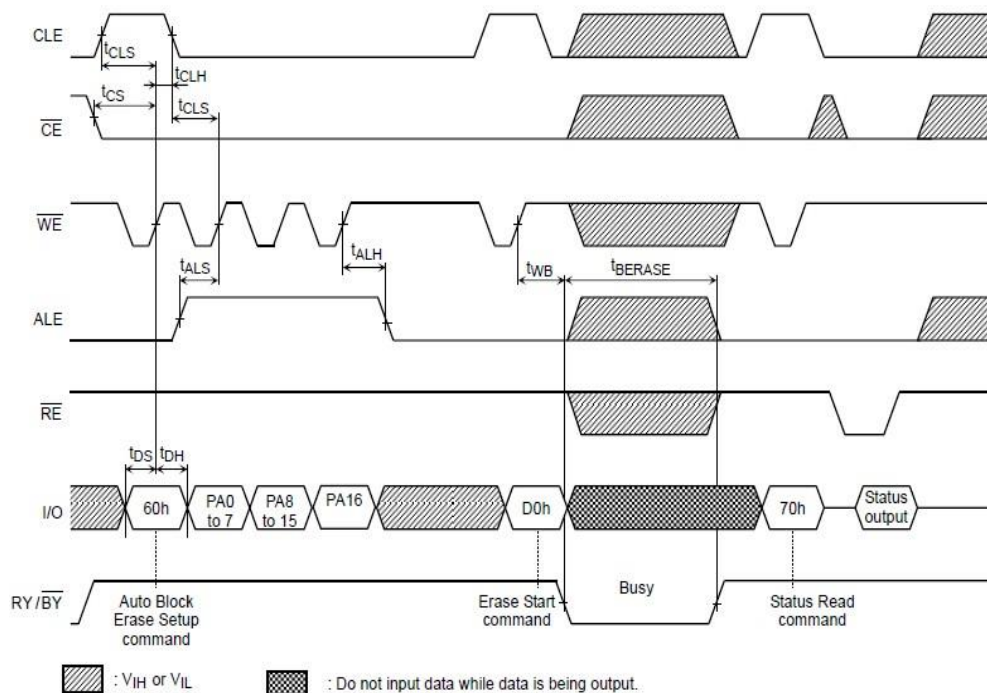 CLE
tCLS
tCLH
tCS
tCLS
CE
WE
tALS
tALH
tWB
tBERASE
ALE
RE
tDS
tDH
I/O
60h
PA0
to 7
PA8
to 15
PA16
D0h
70h
Status
output
RY/BY
Busy
Auto Block
Erase Setup
command
Erase Start
command
Status Read
command
: VIH or VIL
: Do not input data while data is being output.